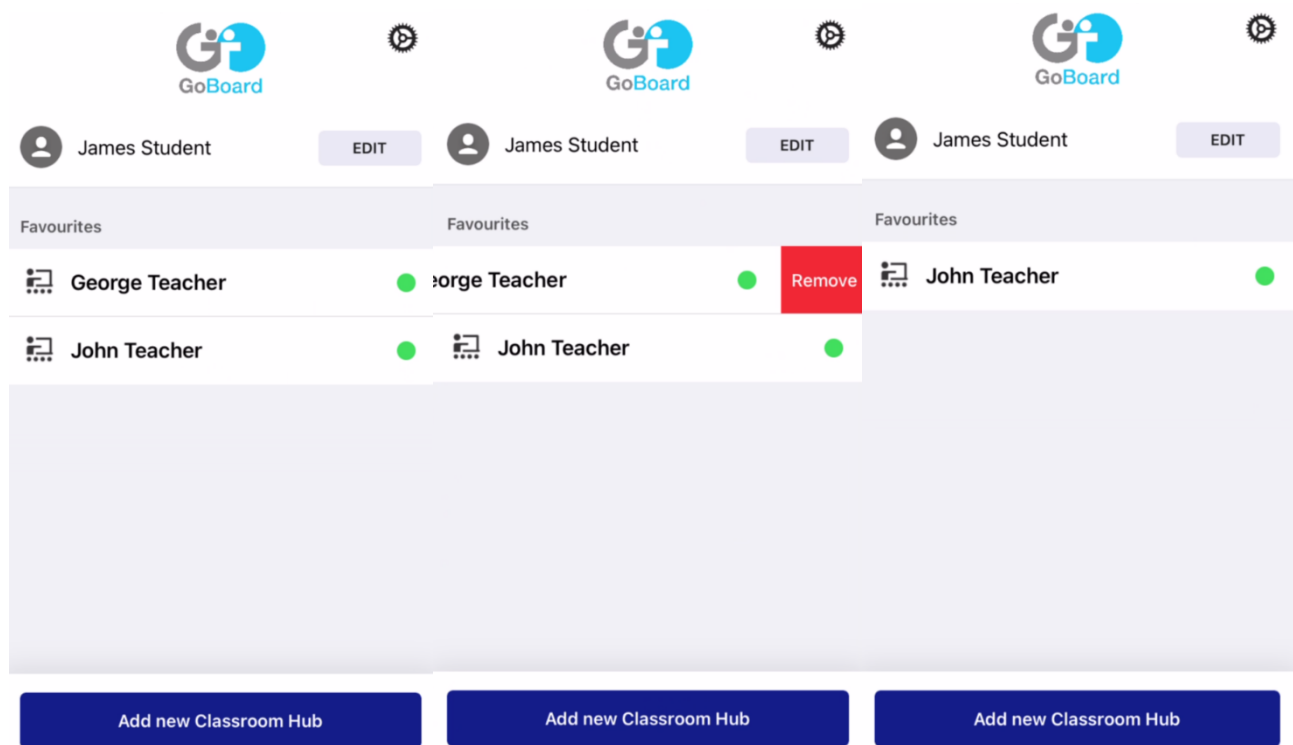 GoBoard
James Student
EDIT
Favourites
George Teacher
John Teacher
Add new Classroom Hub
GoBoard
James Student
EDIT
Favourites
eorge Teacher
Remove
John Teacher
Add new Classroom Hub
GoBoard
James Student
EDIT
Favourites
John Teacher
Add new Classroom Hub